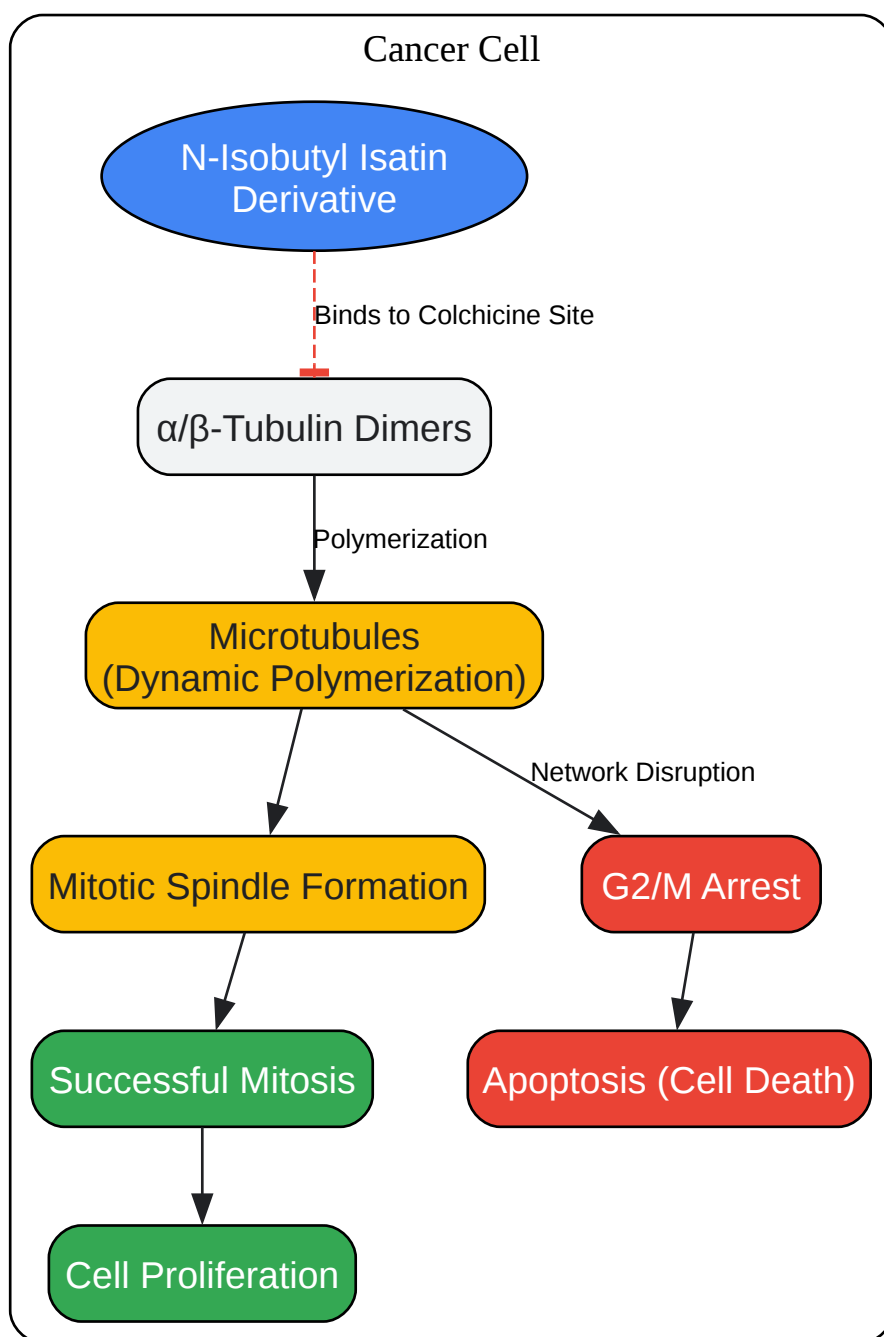 Cancer Cell
N-Isobutyl Isatin
Derivative
Binds to Colchicine Site
α/β-Tubulin Dimers
Polymerization
Microtubules
(Dynamic Polymerization)
Network Disruption
Mitotic Spindle Formation
G2/M Arrest
Successful Mitosis
Apoptosis (Cell Death)
Cell Proliferation